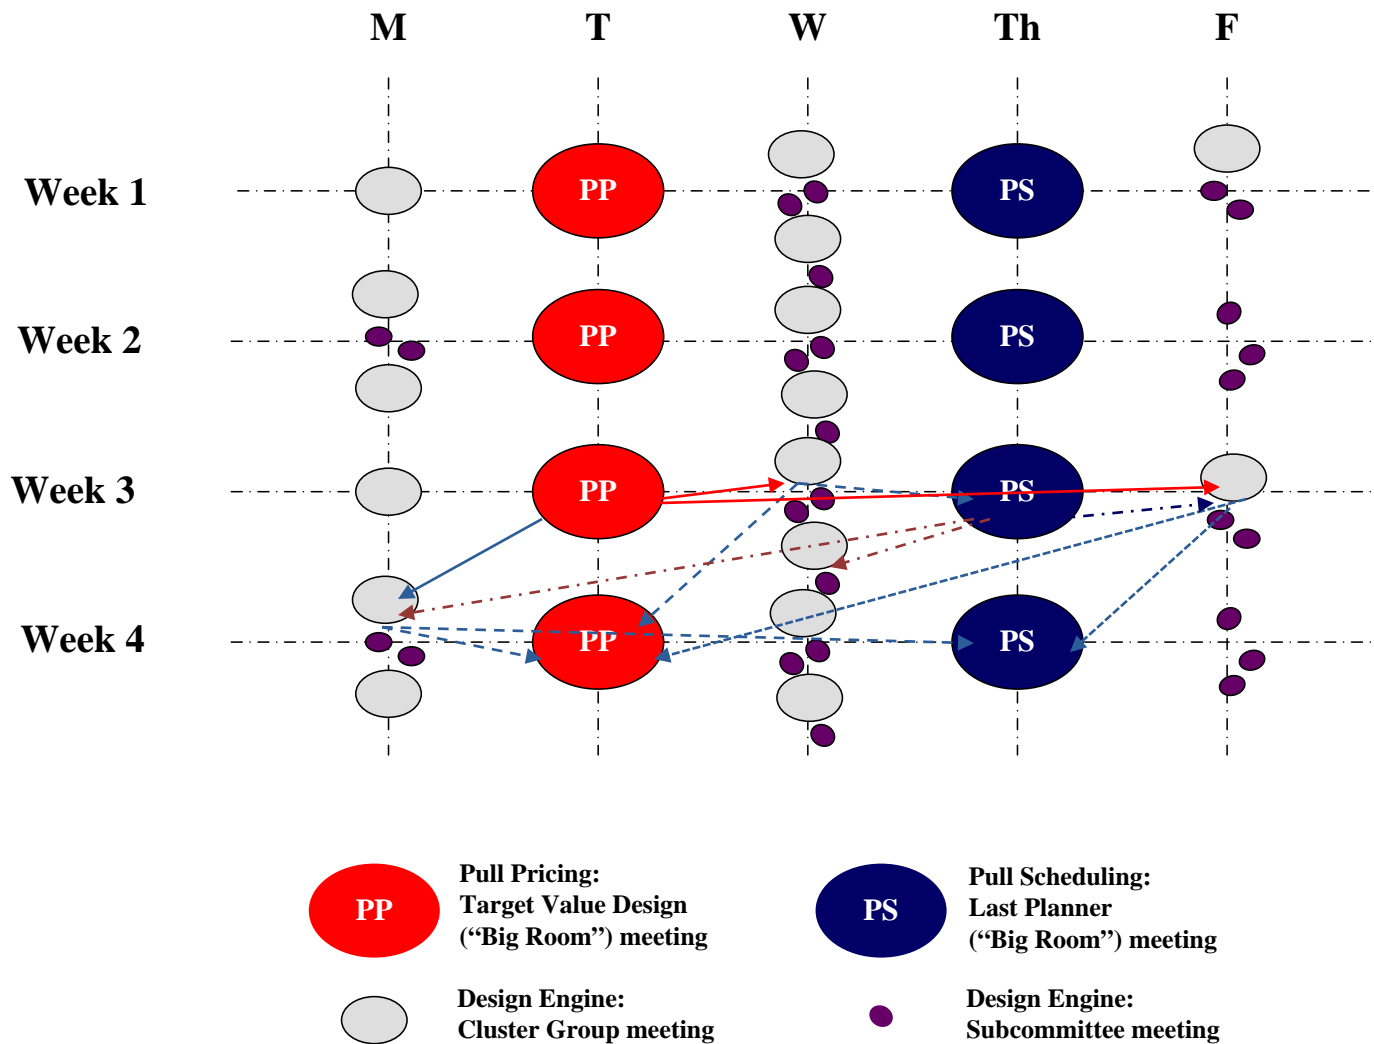 M T W Th F
Week 1 PP PS
Week 2 PP PS
Week 3 PP PS
Week 4 PP PS
PP
Pull Pricing:
Target Value Design
(“Big Room”) meeting
PS
Pull Scheduling:
Last Planner
(“Big Room”) meeting
Design Engine:
Cluster Group meeting
Design Engine:
Subcommittee meeting